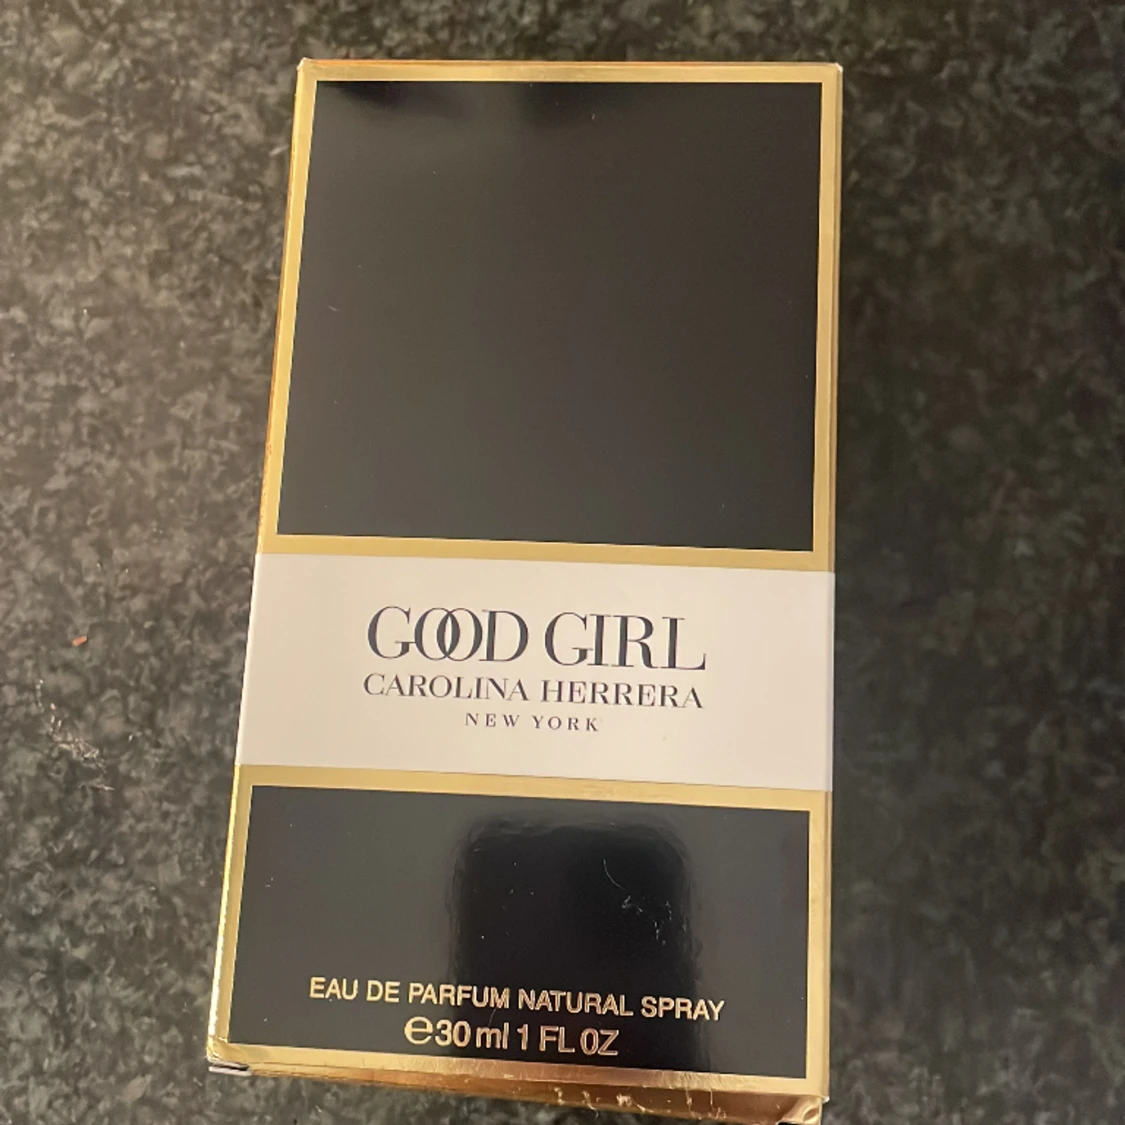 GOOD GIRL
CAROLINA HERRERA
NEW YORK
EAU DE PARFUM NATURAL SPRAY
℮30 ml 1 FL OZ